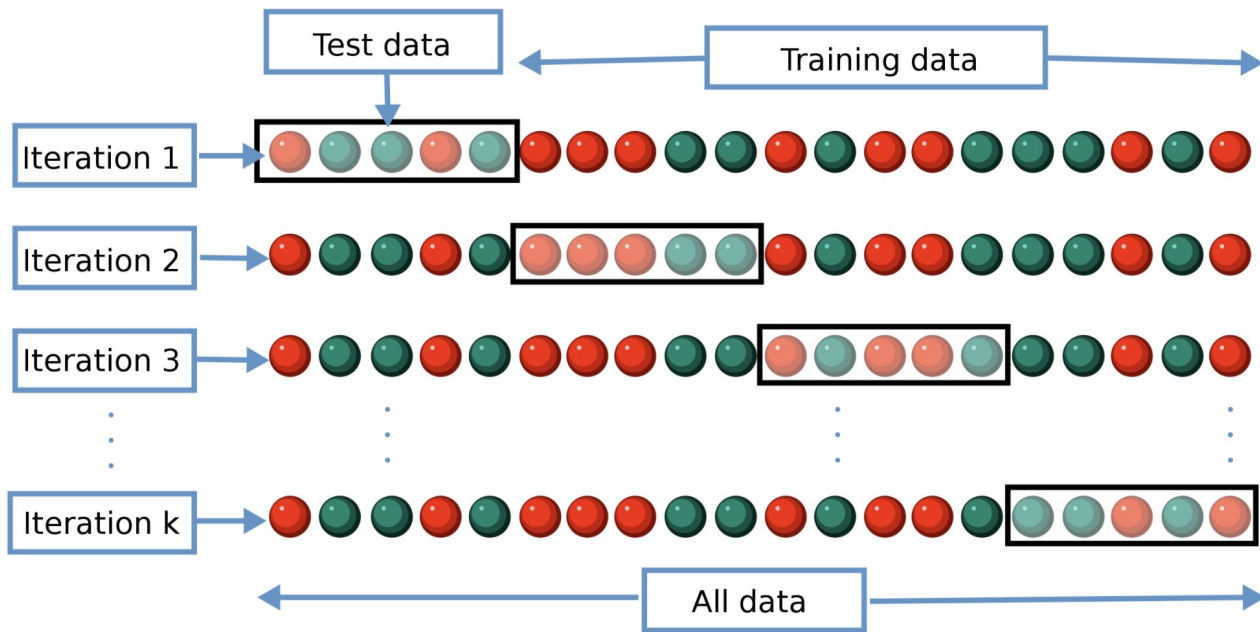 Test data
Training data
Iteration 1
Iteration 2
Iteration 3
Iteration k
All data